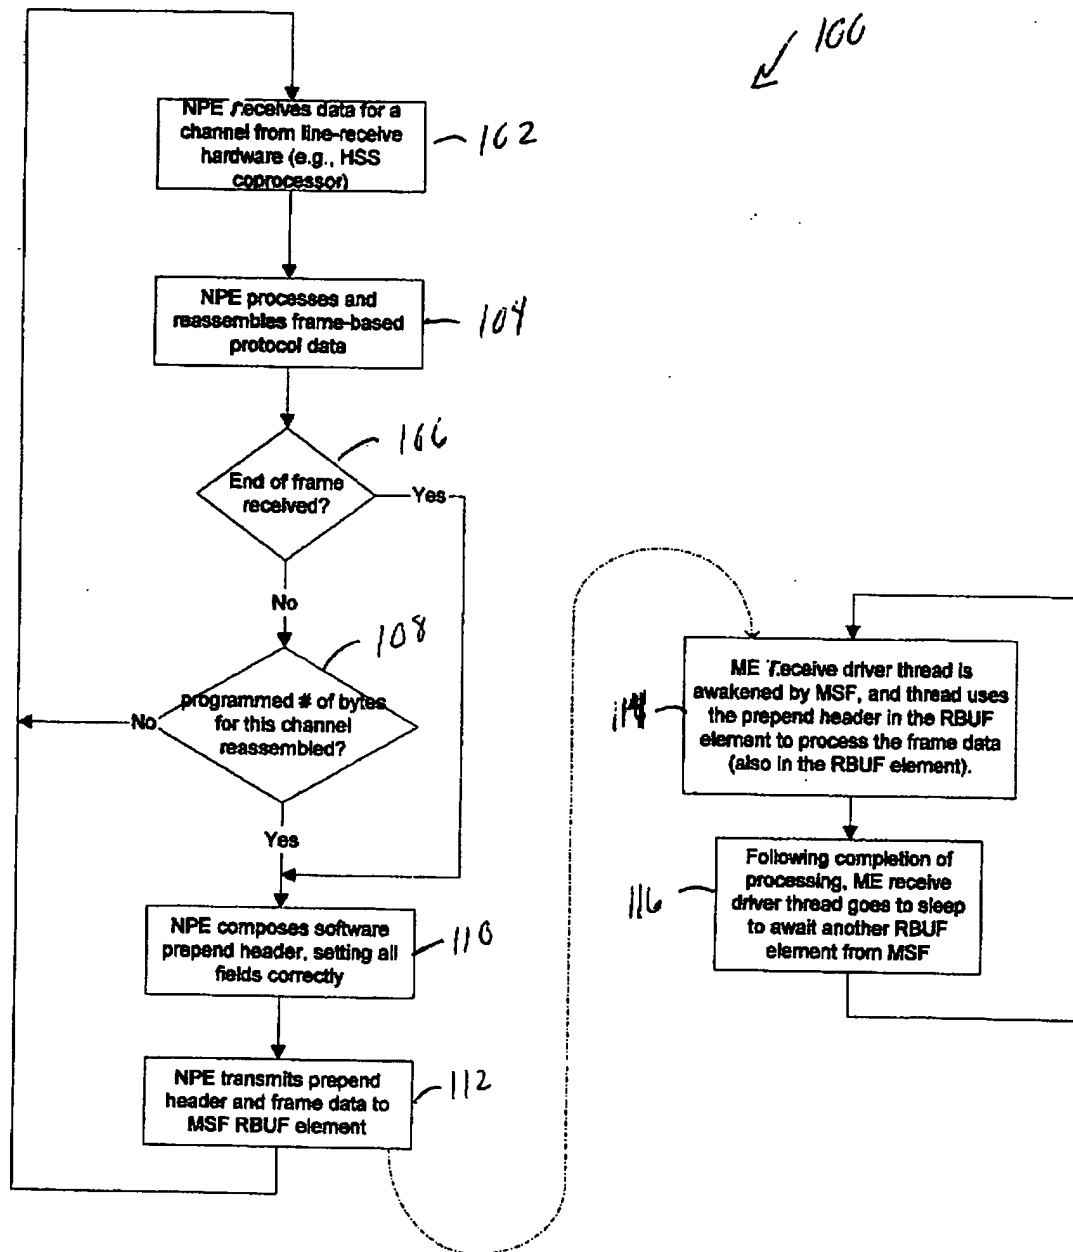 100
NPE receives data for a
channel from line-receive
hardware (e.g., HSS
coprocessor)
102
NPE processes and
reassembles frame-based
protocol data
104
106
End of frame
received?
Yes
No
108
programmed # of bytes
for this channel
reassembled?
No
Yes
NPE composes software
prepend header, setting all
fields correctly
110
NPE transmits prepend
header and frame data to
MSF RBUF element
112
ME receive driver thread is
awakened by MSF, and thread uses
the prepend header in the RBUF
element to process the frame data
(also in the RBUF element).
114
Following completion of
processing, ME receive
driver thread goes to sleep
to await another RBUF
element from MSF
116